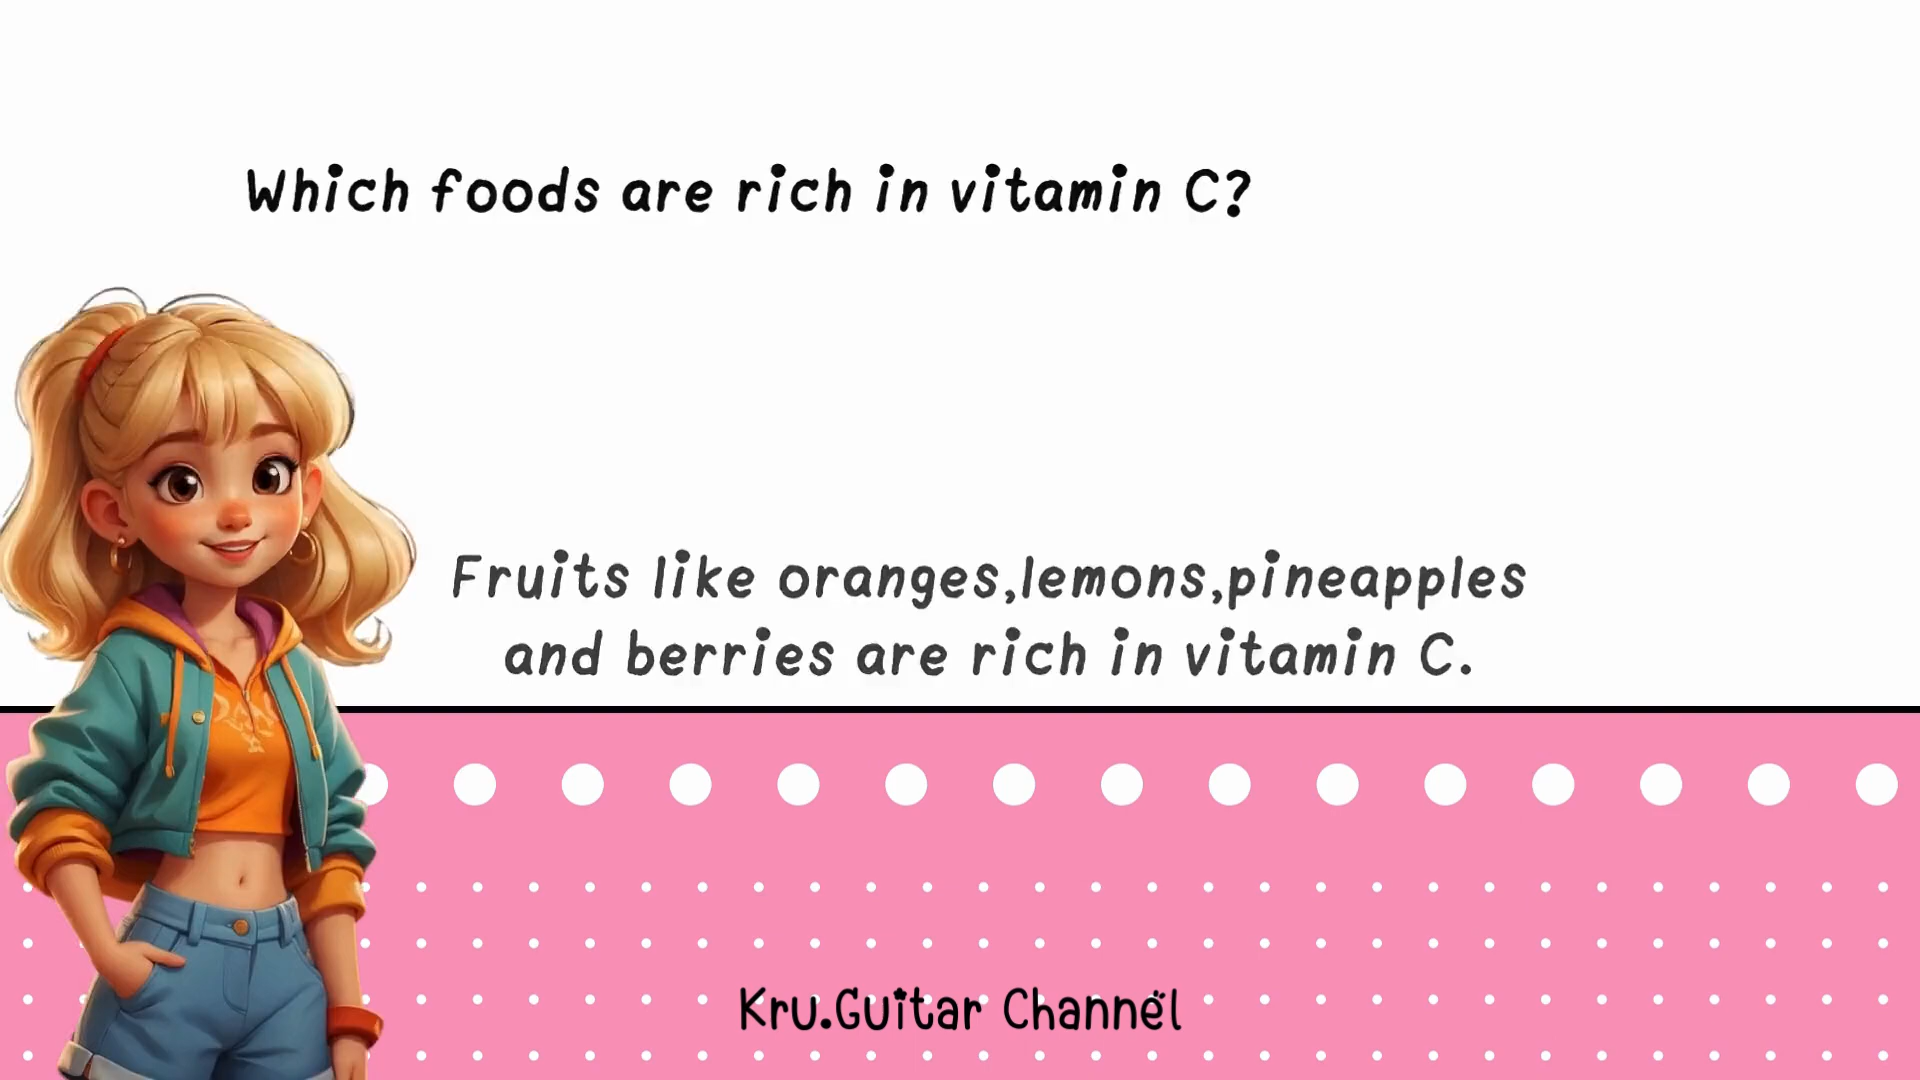 Which foods are rich in vitamin C?
Fruits like oranges,lemons,pineapples
and berries are rich in vitamin C.
Kru.Guitar Channel